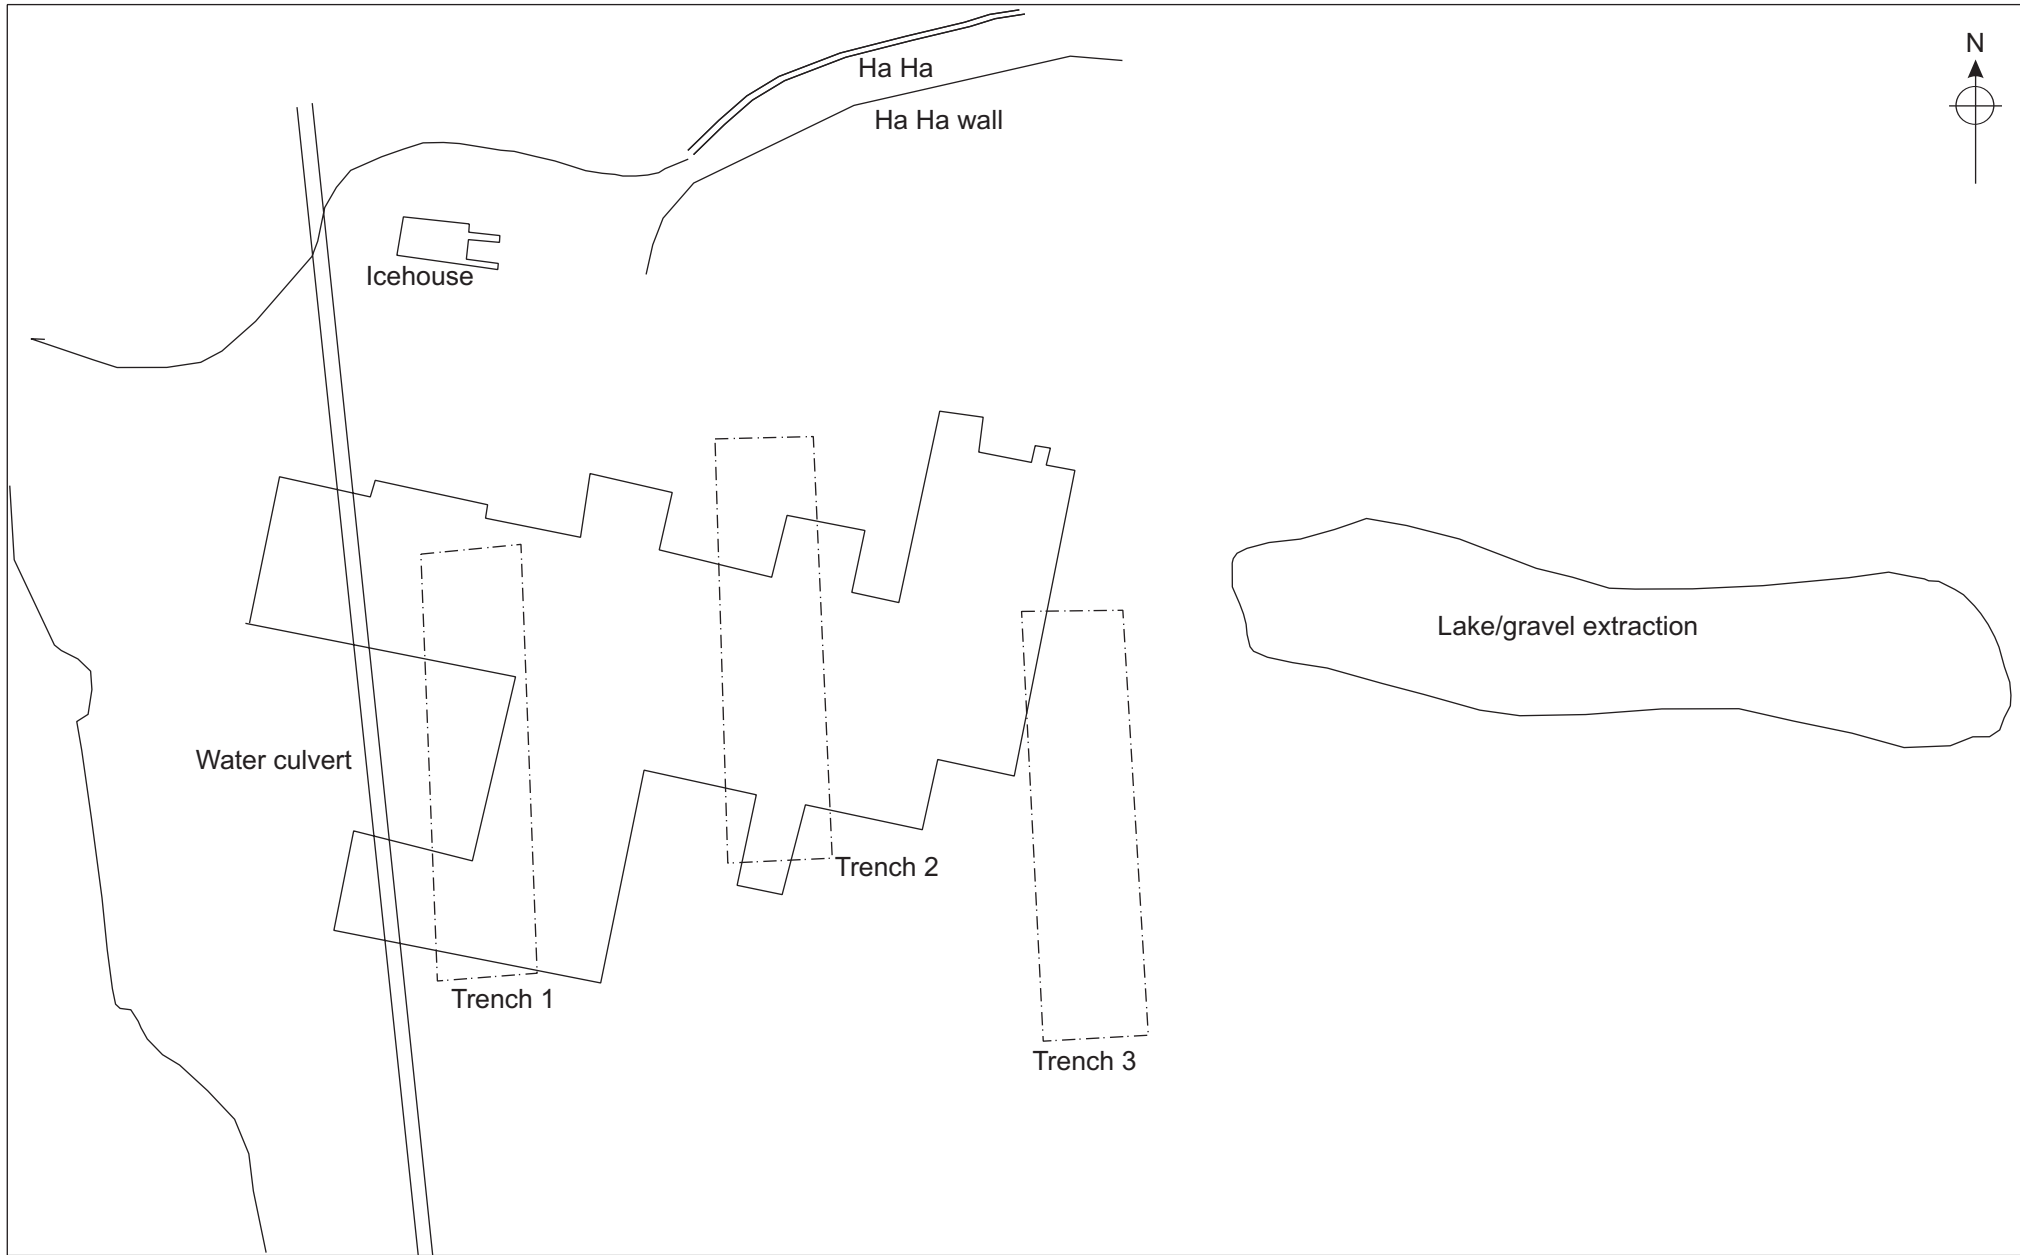 N
Ha Ha
Ha Ha wall
Icehouse
Lake/gravel extraction
Water culvert
Trench 2
Trench 1
Trench 3